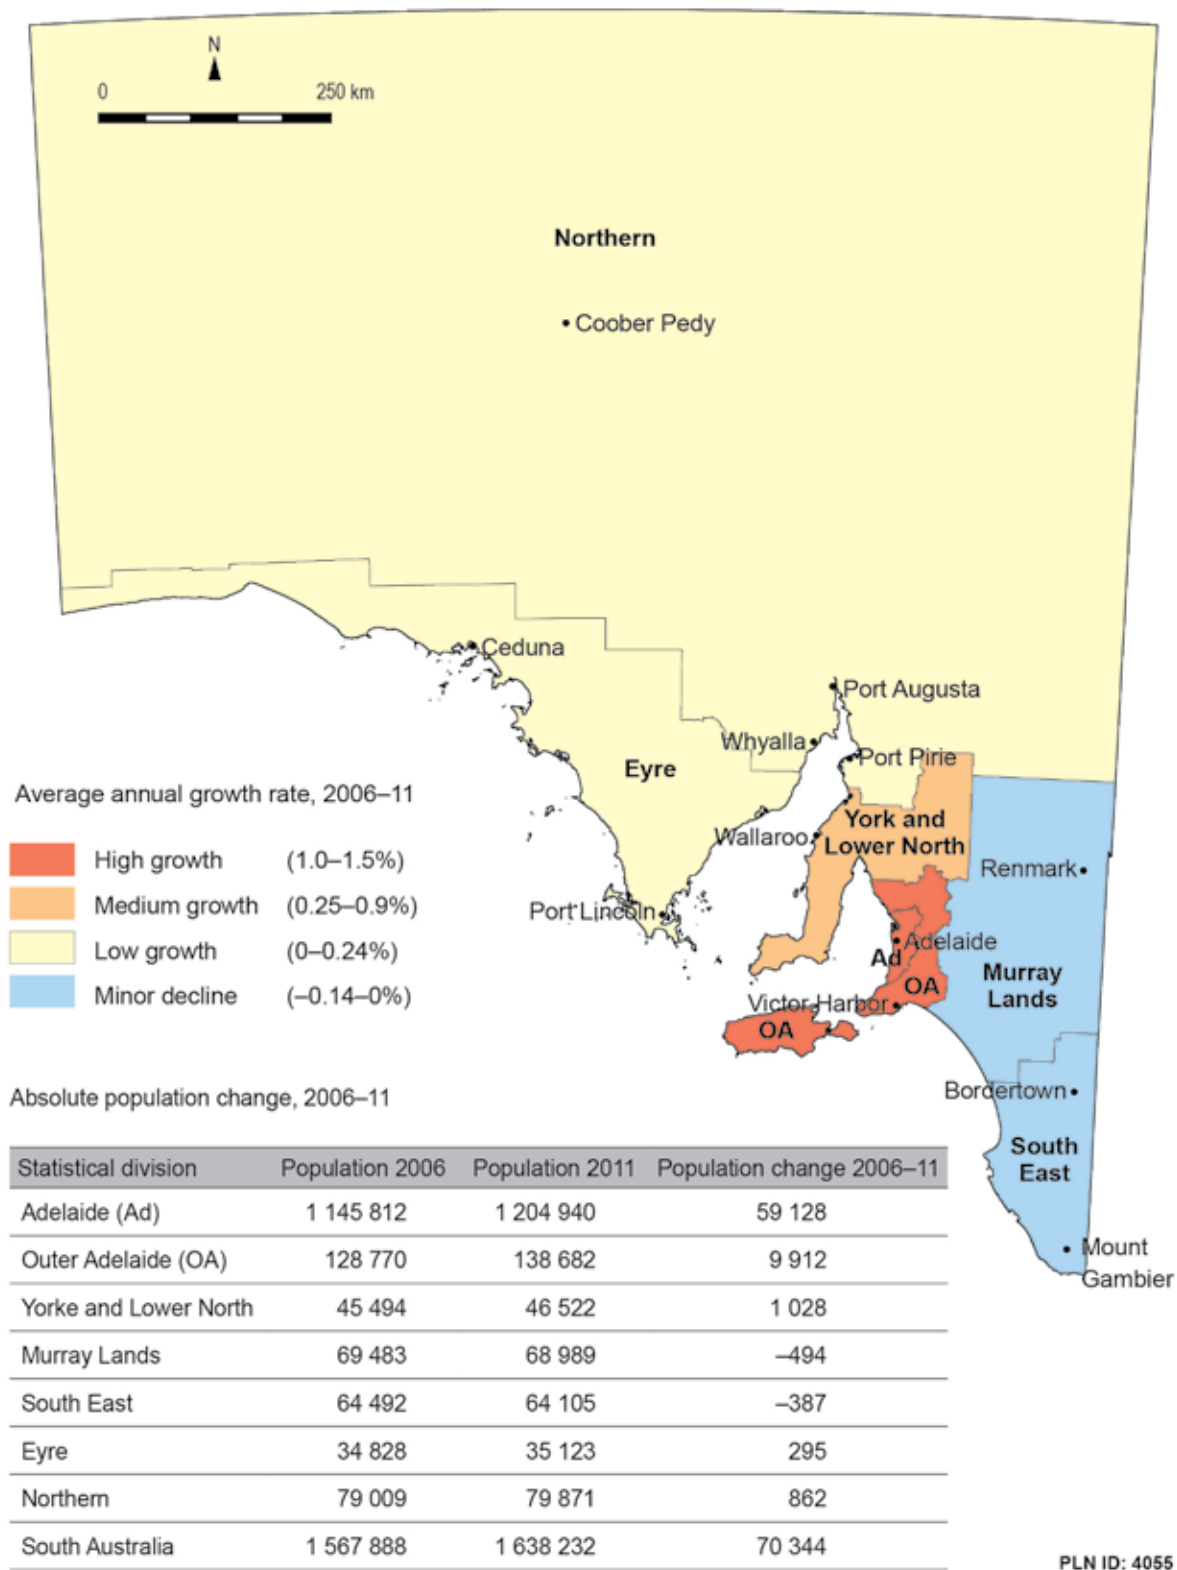 N
0 250 km
Northern
Coober Pedy
Ceduna
Port Augusta
Whyalla
Port Pirie
Eyre
Average annual growth rate, 2006–11
York and
Lower North
Wallaroo
High growth (1.0–1.5%)
Renmark
Medium growth (0.25–0.9%)
Port Lincoln
Low growth (0–0.24%)
Adelaide
Ad
Murray
Lands
OA
Minor decline (–0.14–0%)
Victor Harbor
OA
Absolute population change, 2006–11
Bordertown
South
East
Mount
Gambier
Statistical division Population 2006 Population 2011 Population change 2006–11
Adelaide (Ad) 1 145 812 1 204 940 59 128
Outer Adelaide (OA) 128 770 138 682 9 912
Yorke and Lower North 45 494 46 522 1 028
Murray Lands 69 483 68 989 –494
South East 64 492 64 105 –387
Eyre 34 828 35 123 295
Northern 79 009 79 871 862
South Australia 1 567 888 1 638 232 70 344
PLN ID: 4055